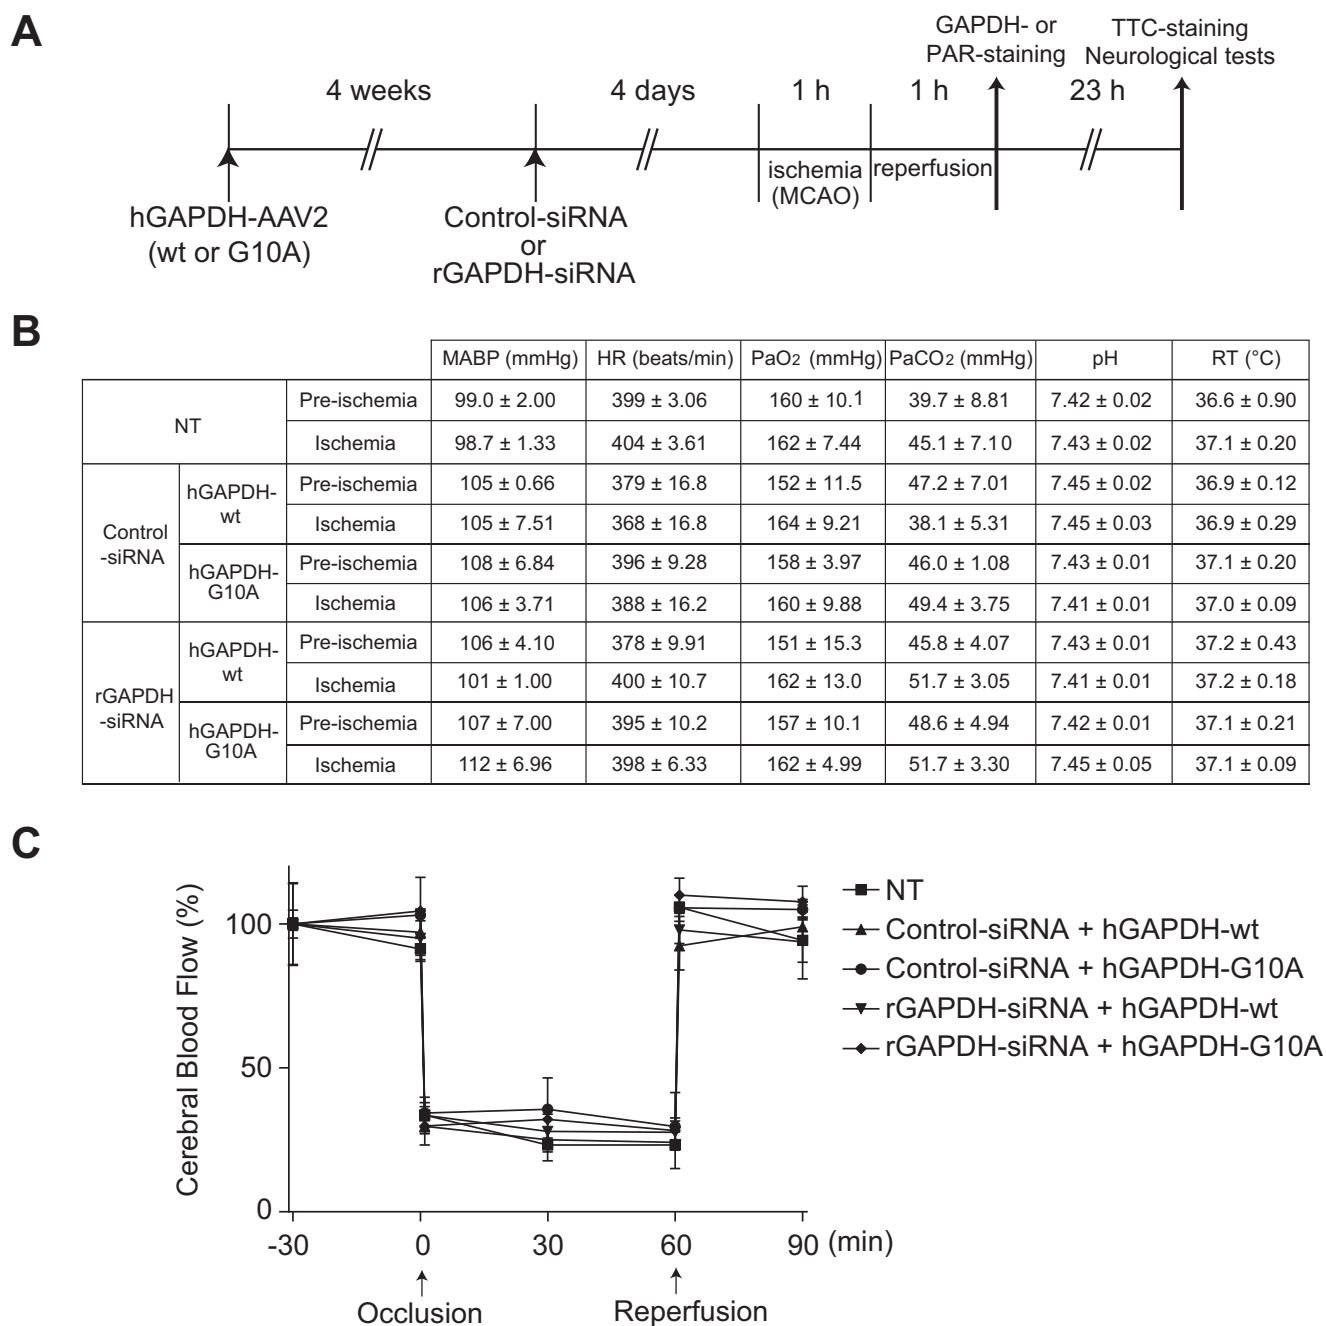 A
GAPDH- or
PAR-staining
TTC-staining
Neurological tests
4 weeks
4 days
1 h
1 h
23 h
ischemia
(MCAO)
reperfusion
hGAPDH-AAV2
(wt or G10A)
Control-siRNA
or
rGAPDH-siRNA
B
MABP (mmHg) HR (beats/min) PaO2 (mmHg) PaCO2 (mmHg) pH RT (°C)
NT
Pre-ischemia 99.0 ± 2.00 399 ± 3.06 160 ± 10.1 39.7 ± 8.81 7.42 ± 0.02 36.6 ± 0.90
Ischemia 98.7 ± 1.33 404 ± 3.61 162 ± 7.44 45.1 ± 7.10 7.43 ± 0.02 37.1 ± 0.20
Control
-siRNA
hGAPDH-
wt
Pre-ischemia 105 ± 0.66 379 ± 16.8 152 ± 11.5 47.2 ± 7.01 7.45 ± 0.02 36.9 ± 0.12
Ischemia 105 ± 7.51 368 ± 16.8 164 ± 9.21 38.1 ± 5.31 7.45 ± 0.03 36.9 ± 0.29
hGAPDH-
G10A
Pre-ischemia 108 ± 6.84 396 ± 9.28 158 ± 3.97 46.0 ± 1.08 7.43 ± 0.01 37.1 ± 0.20
Ischemia 106 ± 3.71 388 ± 16.2 160 ± 9.88 49.4 ± 3.75 7.41 ± 0.01 37.0 ± 0.09
rGAPDH
-siRNA
hGAPDH-
wt
Pre-ischemia 106 ± 4.10 378 ± 9.91 151 ± 15.3 45.8 ± 4.07 7.43 ± 0.01 37.2 ± 0.43
Ischemia 101 ± 1.00 400 ± 10.7 162 ± 13.0 51.7 ± 3.05 7.41 ± 0.01 37.2 ± 0.18
hGAPDH-
G10A
Pre-ischemia 107 ± 7.00 395 ± 10.2 157 ± 10.1 48.6 ± 4.94 7.42 ± 0.01 37.1 ± 0.21
Ischemia 112 ± 6.96 398 ± 6.33 162 ± 4.99 51.7 ± 3.30 7.45 ± 0.05 37.1 ± 0.09
C
Cerebral Blood Flow (%)
100
50
0
-30 0 30 60 90 (min)
Occlusion
Reperfusion
NT
Control-siRNA + hGAPDH-wt
Control-siRNA + hGAPDH-G10A
rGAPDH-siRNA + hGAPDH-wt
rGAPDH-siRNA + hGAPDH-G10A